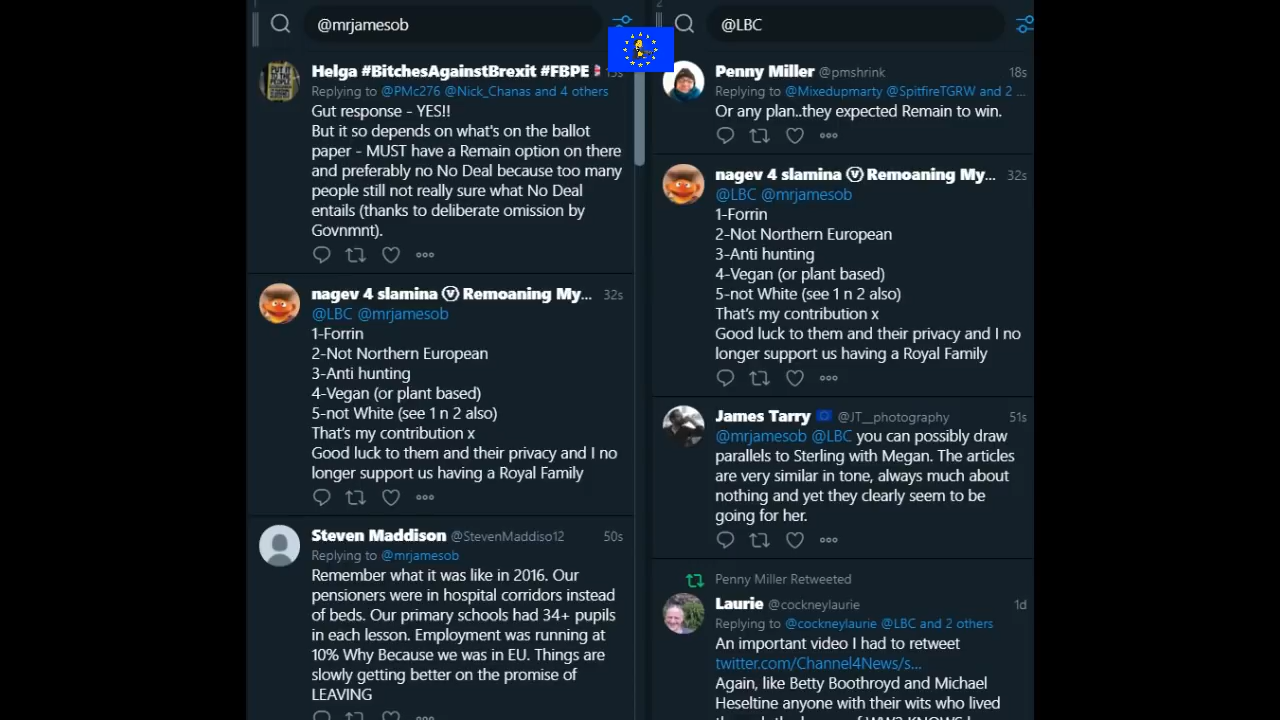 @mrjamesob
Helga #BitchesAgainstBrexit #FBPE
Replying to @PMc276 @Nick_Chanas and 4 others
Gut response - YES!!
But it so depends on what's on the ballot
paper - MUST have a Remain option on there
and preferably no No Deal because too many
people still not really sure what No Deal
entails (thanks to deliberate omission by
Govnmnt).
nagev 4 slamina Ⓥ Remoaning My... 32s
@LBC @mrjamesob
1-Forrin
2-Not Northern European
3-Anti hunting
4-Vegan (or plant based)
5-not White (see 1 n 2 also)
That's my contribution x
Good luck to them and their privacy and I no
longer support us having a Royal Family
Steven Maddison @StevenMaddiso12 50s
Replying to @mrjamesob
Remember what it was like in 2016. Our
pensioners were in hospital corridors instead
of beds. Our primary schools had 34+ pupils
in each lesson. Employment was running at
10% Why Because we was in EU. Things are
slowly getting better on the promise of
LEAVING
2
@LBC
Penny Miller @pmshrink 18s
Replying to @Mixedupmarty @SpitfireTGRW and 2 ...
Or any plan..they expected Remain to win.
nagev 4 slamina Ⓥ Remoaning My... 32s
@LBC @mrjamesob
1-Forrin
2-Not Northern European
3-Anti hunting
4-Vegan (or plant based)
5-not White (see 1 n 2 also)
That's my contribution x
Good luck to them and their privacy and I no
longer support us having a Royal Family
James Tarry @JT__photography 51s
@mrjamesob @LBC you can possibly draw
parallels to Sterling with Megan. The articles
are very similar in tone, always much about
nothing and yet they clearly seem to be
going for her.
Penny Miller Retweeted
Laurie @cockneylaurie 1d
Replying to @cockneylaurie @LBC and 2 others
An important video I had to retweet
twitter.com/Channel4News/s...
Again, like Betty Boothroyd and Michael
Heseltine anyone with their wits who lived